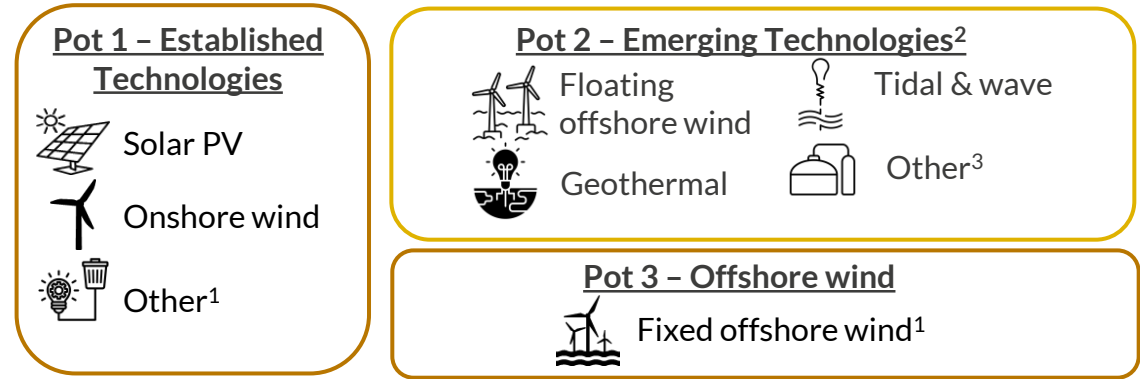 Pot 1 – Established
Technologies
Solar PV
Onshore wind
Other¹
Pot 2 – Emerging Technologies²
Floating
offshore wind
Tidal & wave
Geothermal
Other³
Pot 3 – Offshore wind
Fixed offshore wind¹